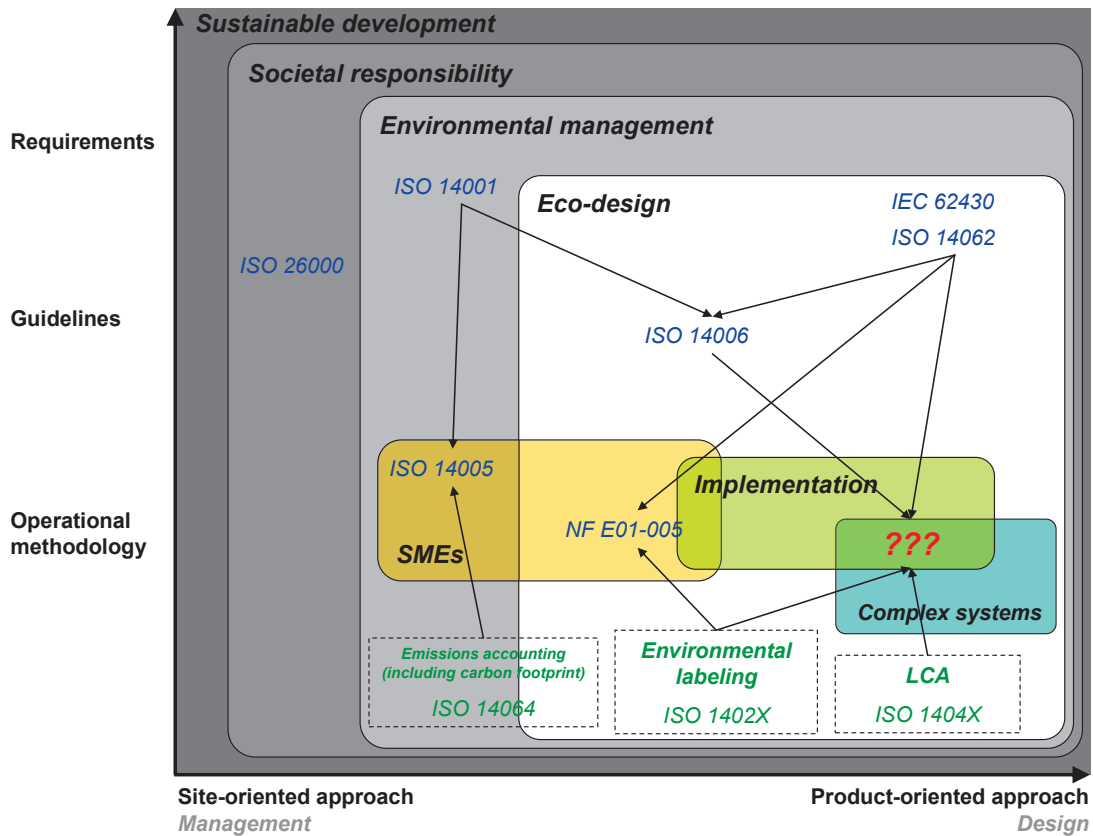 Sustainable development
Societal responsibility
Environmental management
Requirements
ISO 14001
Eco-design
IEC 62430
ISO 14062
ISO 26000
Guidelines
ISO 14006
ISO 14005
Implementation
Operational
methodology
NF E01-005
???
SMEs
Complex systems
Emissions accounting
(including carbon footprint)
ISO 14064
Environmental
labeling
ISO 1402X
LCA
ISO 1404X
Site-oriented approach
Management
Product-oriented approach
Design